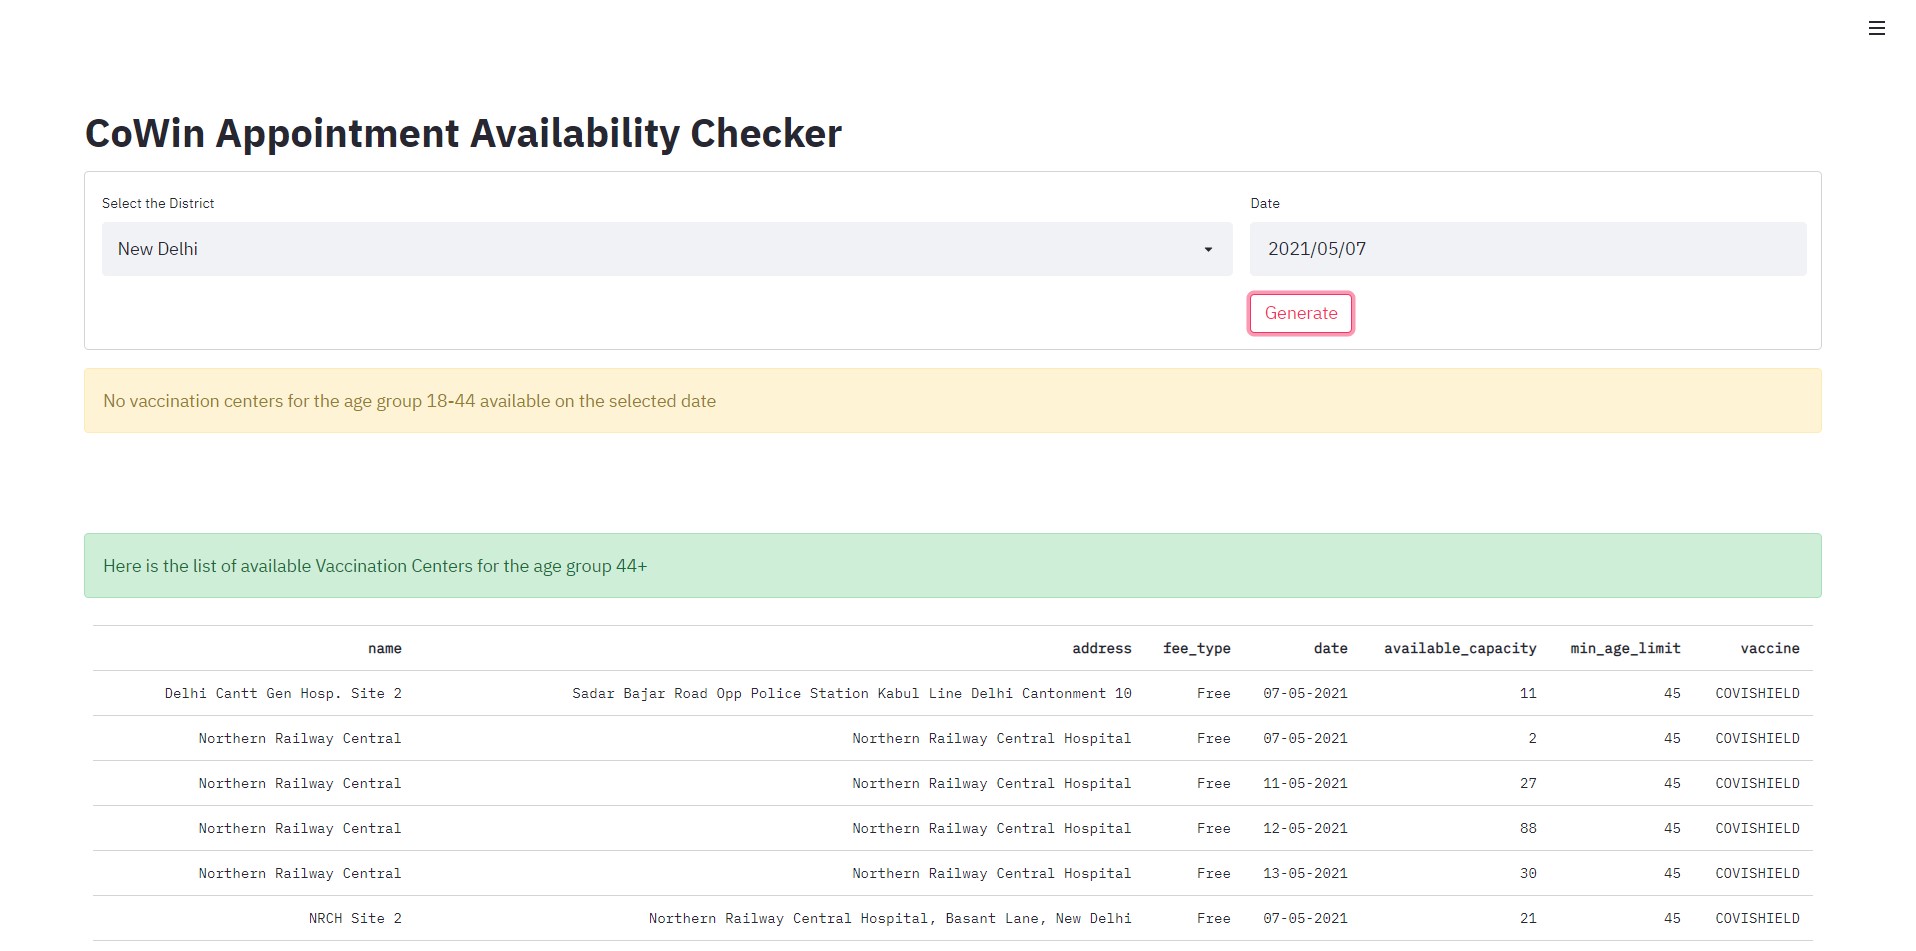 CoWin Appointment Availability Checker
Select the District Date
New Delhi 2021/05/07
Generate
No vaccination centers for the age group 18-44 available on the selected date
Here is the list of available Vaccination Centers for the age group 44+
name address fee_type date available_capacity min_age_limit vaccine
Delhi Cantt Gen Hosp. Site 2 Sadar Bajar Road Opp Police Station Kabul Line Delhi Cantonment 10 Free 07-05-2021 11 45 COVISHIELD
Northern Railway Central Northern Railway Central Hospital Free 07-05-2021 2 45 COVISHIELD
Northern Railway Central Northern Railway Central Hospital Free 11-05-2021 27 45 COVISHIELD
Northern Railway Central Northern Railway Central Hospital Free 12-05-2021 88 45 COVISHIELD
Northern Railway Central Northern Railway Central Hospital Free 13-05-2021 30 45 COVISHIELD
NRCH Site 2 Northern Railway Central Hospital, Basant Lane, New Delhi Free 07-05-2021 21 45 COVISHIELD